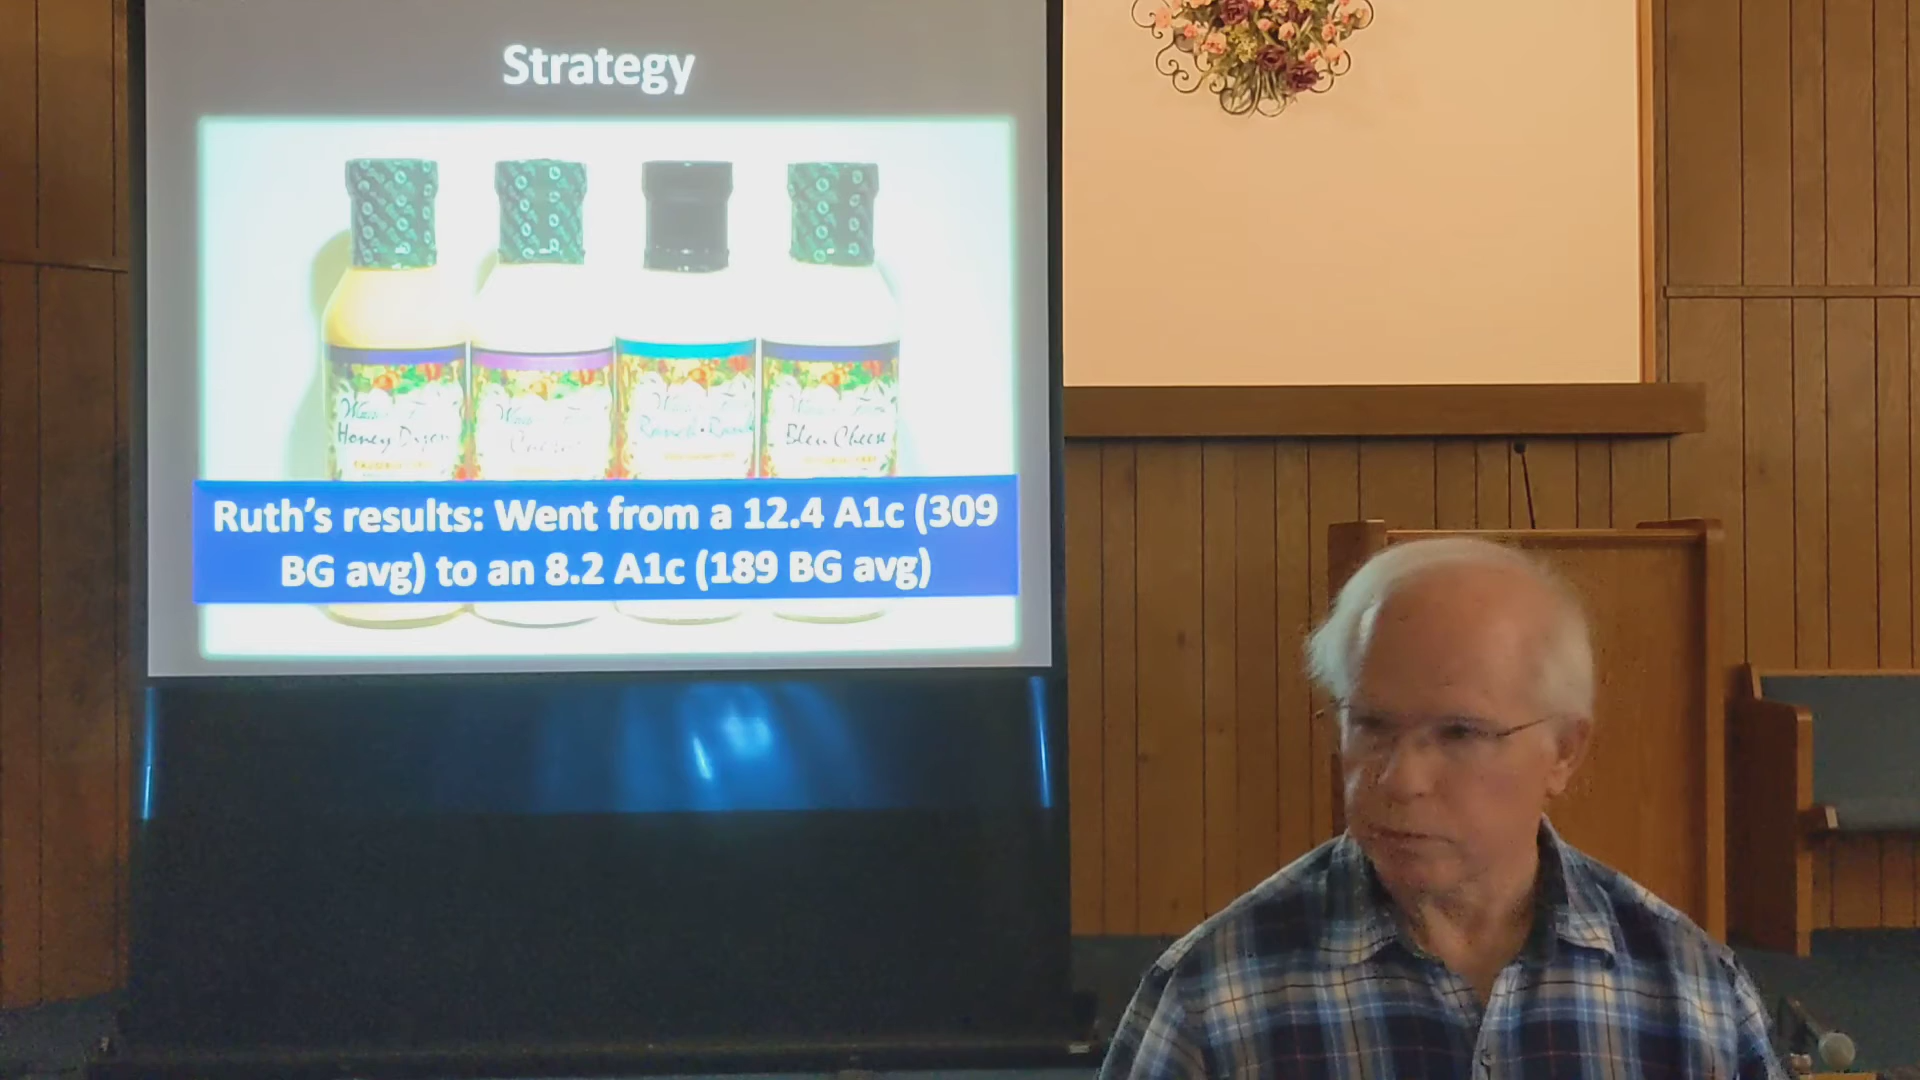 Strategy
Honey Dijon
Bleu Cheese
Ruth's results: Went from a 12.4 A1c (309
BG avg) to an 8.2 A1c (189 BG avg)